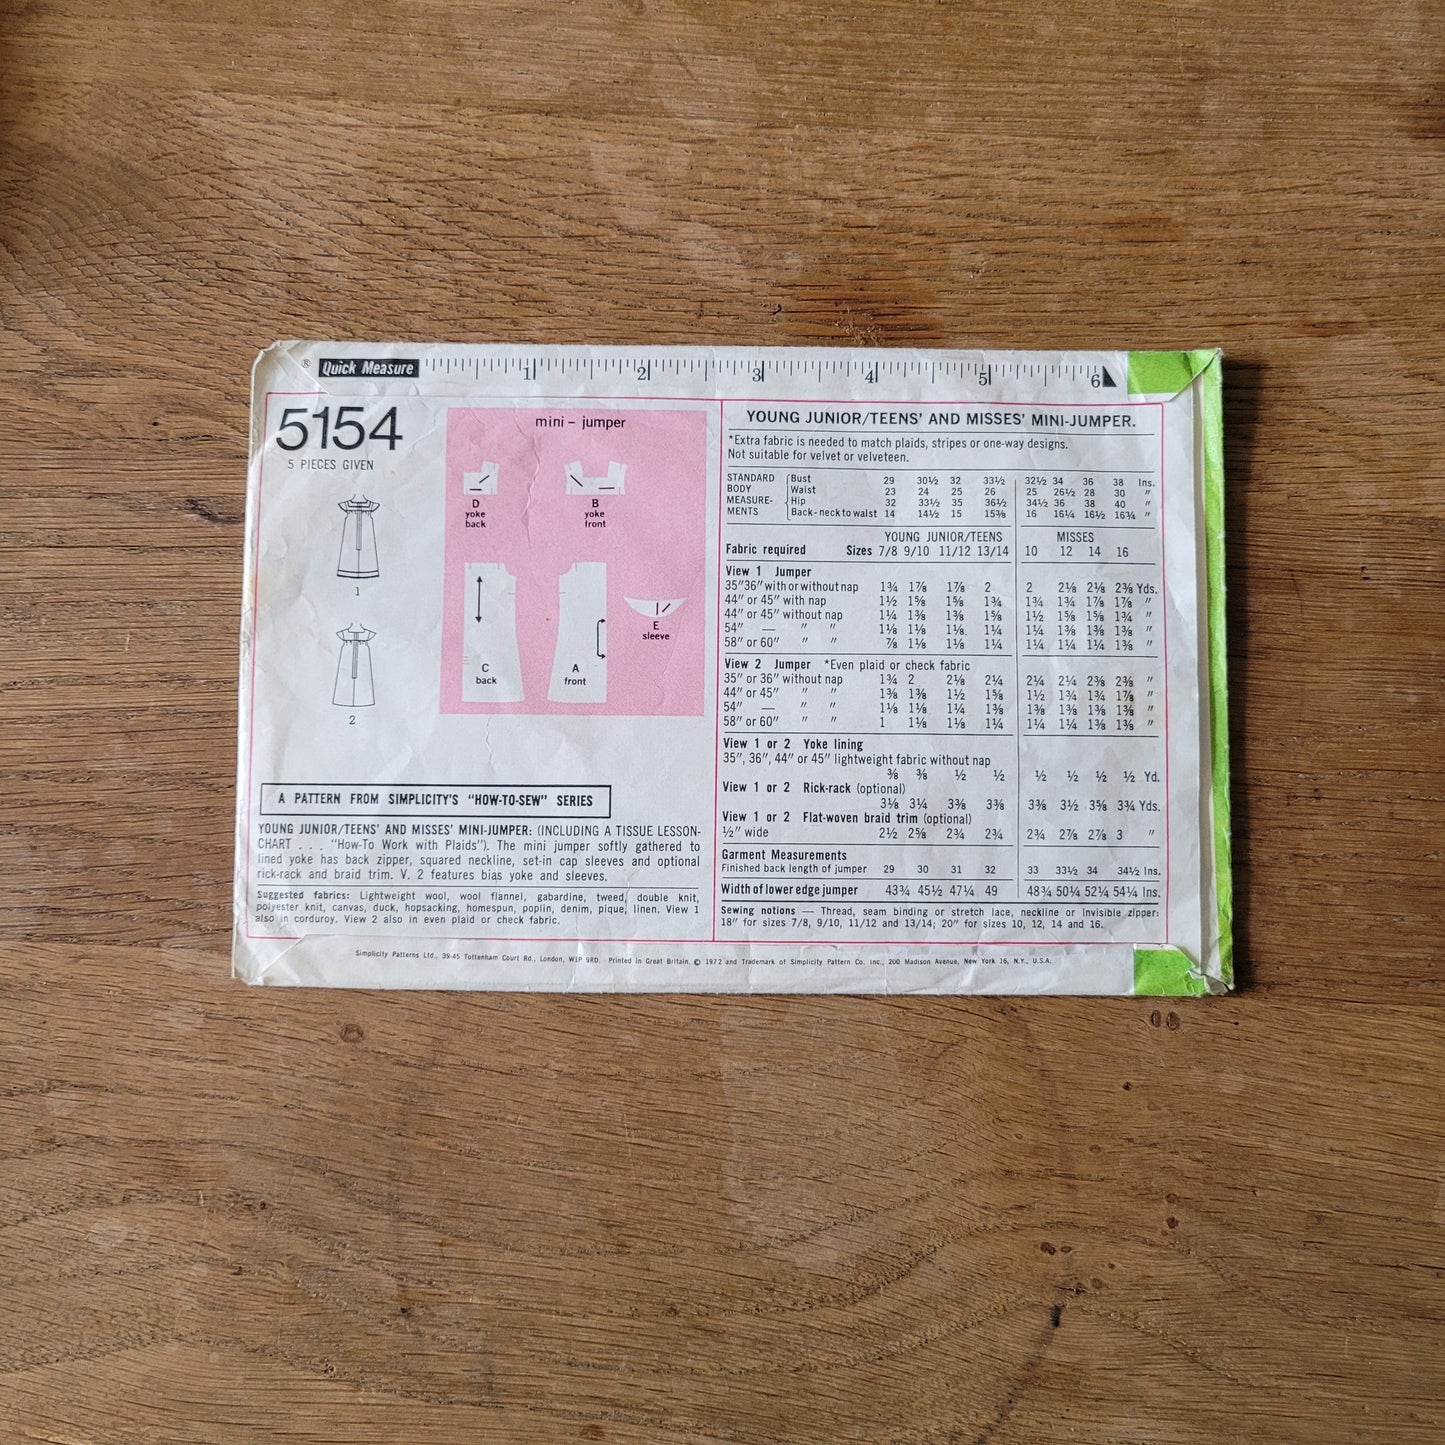 ® Quick Measure 1 2 3 4 5 6
5154
5 PIECES GIVEN
1
2
mini - jumper
D
yoke
back
B
yoke
front
C
back
A
front
E
sleeve
A PATTERN FROM SIMPLICITY'S "HOW-TO-SEW" SERIES
YOUNG JUNIOR/TEENS' AND MISSES' MINI-JUMPER: (INCLUDING A TISSUE LESSON-
CHART . . . "How-To Work with Plaids"). The mini jumper softly gathered to
lined yoke has back zipper, squared neckline, set-in cap sleeves and optional
rick-rack and braid trim. V. 2 features bias yoke and sleeves.
Suggested fabrics: Lightweight wool, wool flannel, gabardine, tweed, double knit,
polyester knit, canvas, duck, hopsacking, homespun, poplin, denim, pique, linen. View 1
also in corduroy. View 2 also in even plaid or check fabric.
YOUNG JUNIOR/TEENS' AND MISSES' MINI-JUMPER.
*Extra fabric is needed to match plaids, stripes or one-way designs.
Not suitable for velvet or velveteen.
STANDARD Bust 29 30½ 32 33½ 32½ 34 36 38 Ins.
BODY Waist 23 24 25 26 25 26½ 28 30 "
MEASURE- Hip 32 33½ 35 36½ 34½ 36 38 40 "
MENTS Back-neck to waist 14 14½ 15 15⅜ 16 16¼ 16½ 16¾ "
YOUNG JUNIOR/TEENS MISSES
Fabric required Sizes 7/8 9/10 11/12 13/14 10 12 14 16
View 1 Jumper
35"36" with or without nap 1¾ 1⅞ 1⅞ 2 2 2⅛ 2⅛ 2⅜ Yds.
44" or 45" with nap 1½ 1⅝ 1⅝ 1¾ 1¾ 1¾ 1⅞ 1⅞ "
44" or 45" without nap 1¼ 1⅜ 1⅜ 1⅝ 1½ 1⅝ 1⅝ 1¾ "
54" — " " 1⅛ 1⅛ 1⅛ 1¼ 1¼ 1⅜ 1⅜ 1⅜ "
58" or 60" " " ⅞ 1⅛ 1⅛ 1¼ 1¼ 1¼ 1¼ 1⅜ "
View 2 Jumper *Even plaid or check fabric
35" or 36" without nap 1¾ 2 2⅛ 2¼ 2¼ 2¼ 2⅜ 2⅜ "
44" or 45" " " 1⅜ 1⅜ 1½ 1⅝ 1½ 1¾ 1¾ 1⅞ "
54" — " " 1⅛ 1⅛ 1¼ 1⅜ 1⅜ 1⅜ 1⅜ 1⅜ "
58" or 60" " " 1 1⅛ 1⅛ 1¼ 1¼ 1¼ 1⅜ 1⅜ "
View 1 or 2 Yoke lining
35", 36", 44" or 45" lightweight fabric without nap
⅜ ⅜ ½ ½ ½ ½ ½ ½ Yd.
View 1 or 2 Rick-rack (optional)
3⅛ 3¼ 3⅜ 3⅜ 3⅜ 3½ 3⅝ 3¾ Yds.
View 1 or 2 Flat-woven braid trim (optional)
½" wide 2½ 2⅝ 2¾ 2¾ 2¾ 2⅞ 2⅞ 3 "
Garment Measurements
Finished back length of jumper 29 30 31 32 33 33½ 34 34½ Ins.
Width of lower edge jumper 43¾ 45½ 47¼ 49 48¾ 50¼ 52¼ 54¼ Ins.
Sewing notions — Thread, seam binding or stretch lace, neckline or Invisible zipper:
18" for sizes 7/8, 9/10, 11/12 and 13/14; 20" for sizes 10, 12, 14 and 16.
Simplicity Patterns Ltd., 39-45 Tottenham Court Rd., London, W1P 9RD. Printed in Great Britain. © 1972 and Trademark of Simplicity Pattern Co. Inc., 200 Madison Avenue, New York 16, N.Y., U.S.A.